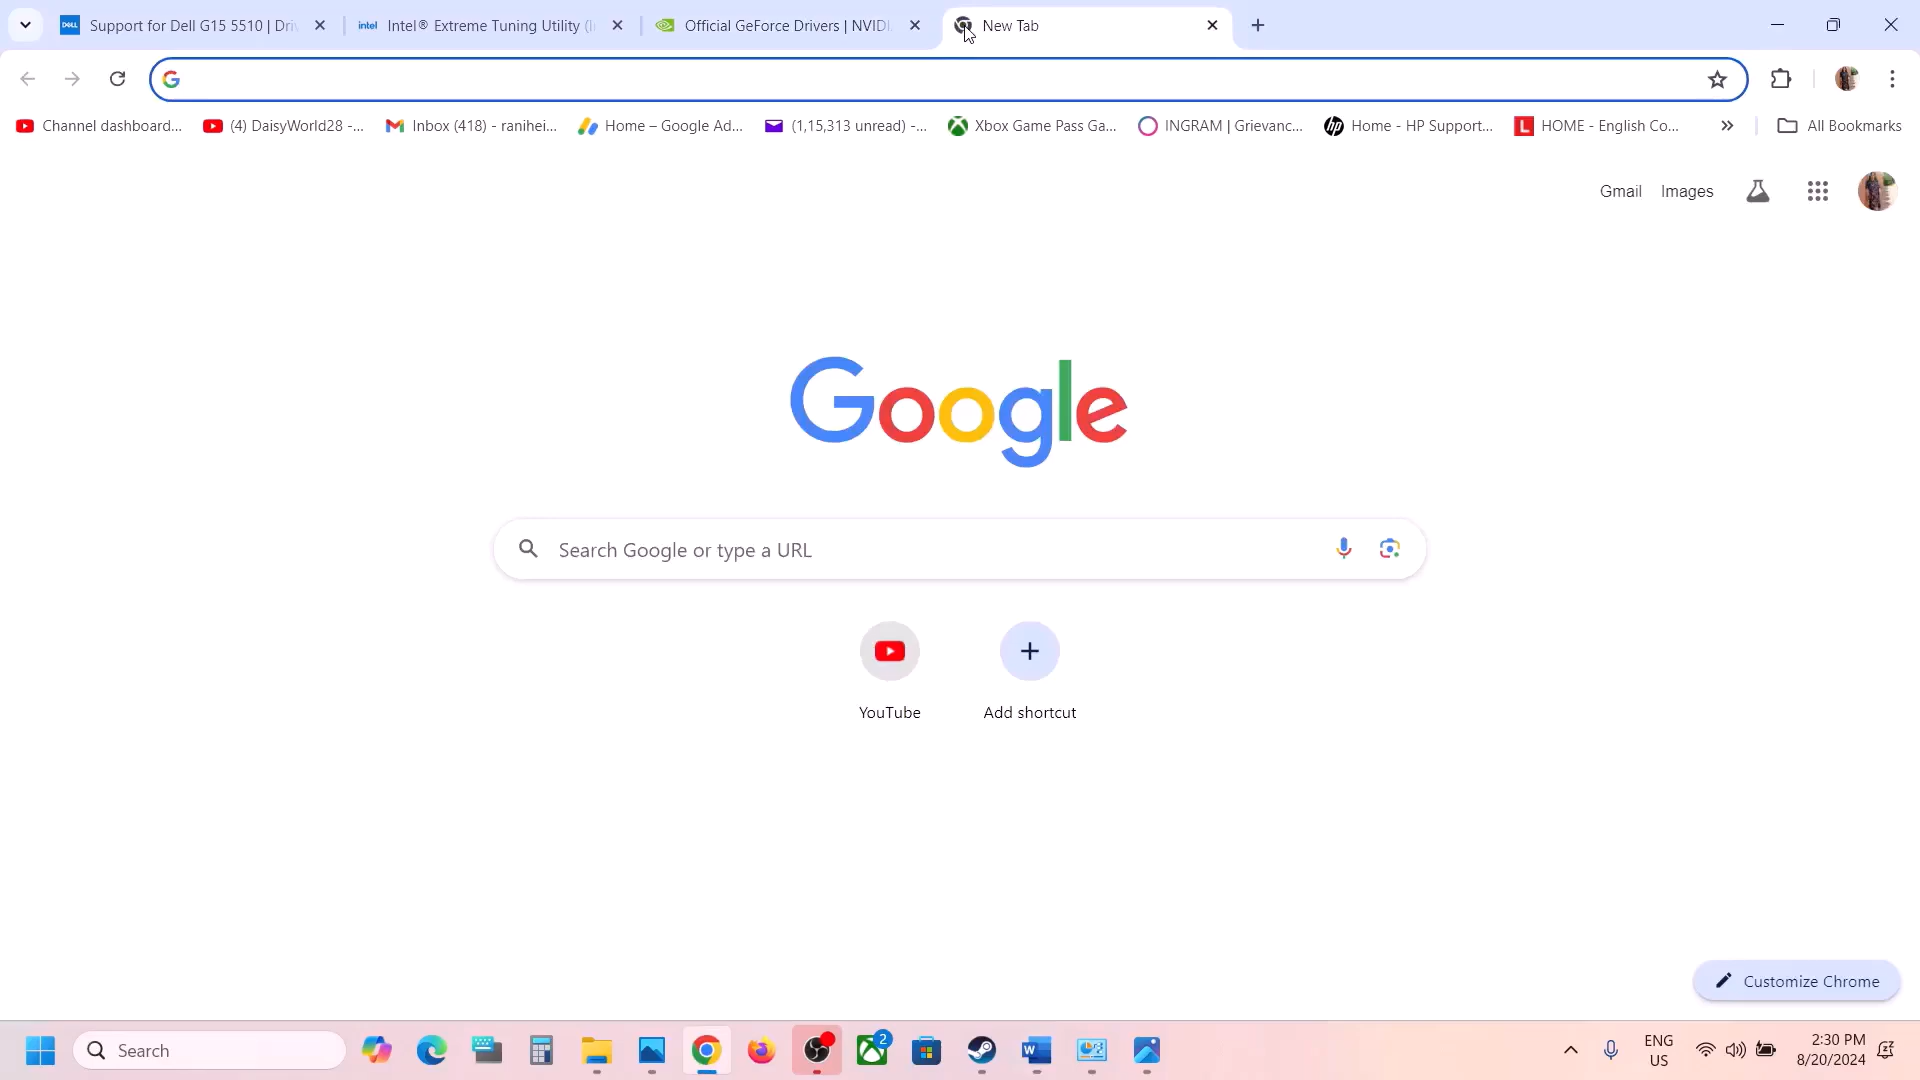 Support for Dell G15 5510 | Dri
Intel® Extreme Tuning Utility (I
Official GeForce Drivers | NVIDI
New Tab
Channel dashboard...
(4) DaisyWorld28 -...
Inbox (418) - ranihei...
Home – Google Ad...
(1,15,313 unread) -...
Xbox Game Pass Ga...
INGRAM | Grievanc...
Home - HP Support...
HOME - English Co...
All Bookmarks
Gmail
Images
Google
Search Google or type a URL
YouTube
Add shortcut
Customize Chrome
Search
2
ENG
US
2:30 PM
8/20/2024